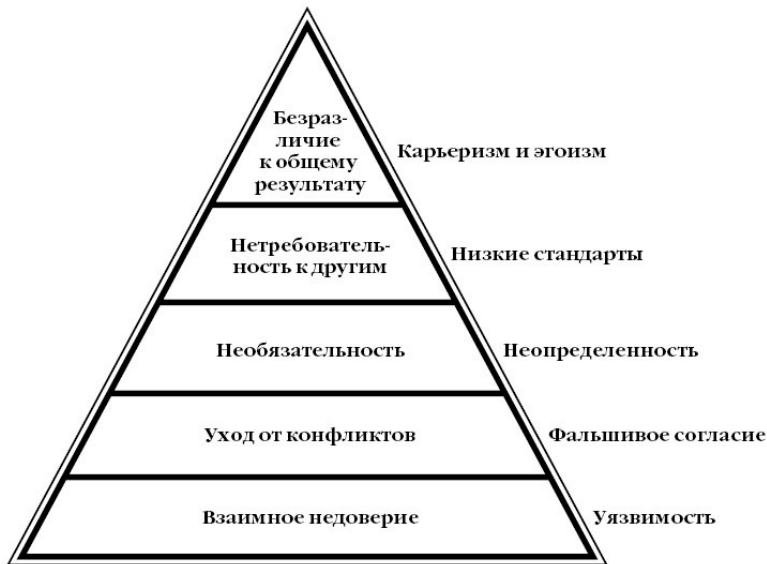 Безраз-
личие
к общему
результату
Карьеризм и эгоизм
Нетребователь-
ность к другим
Низкие стандарты
Необязательность
Неопределенность
Уход от конфликтов
Фальшивое согласие
Взаимное недоверие
Уязвимость